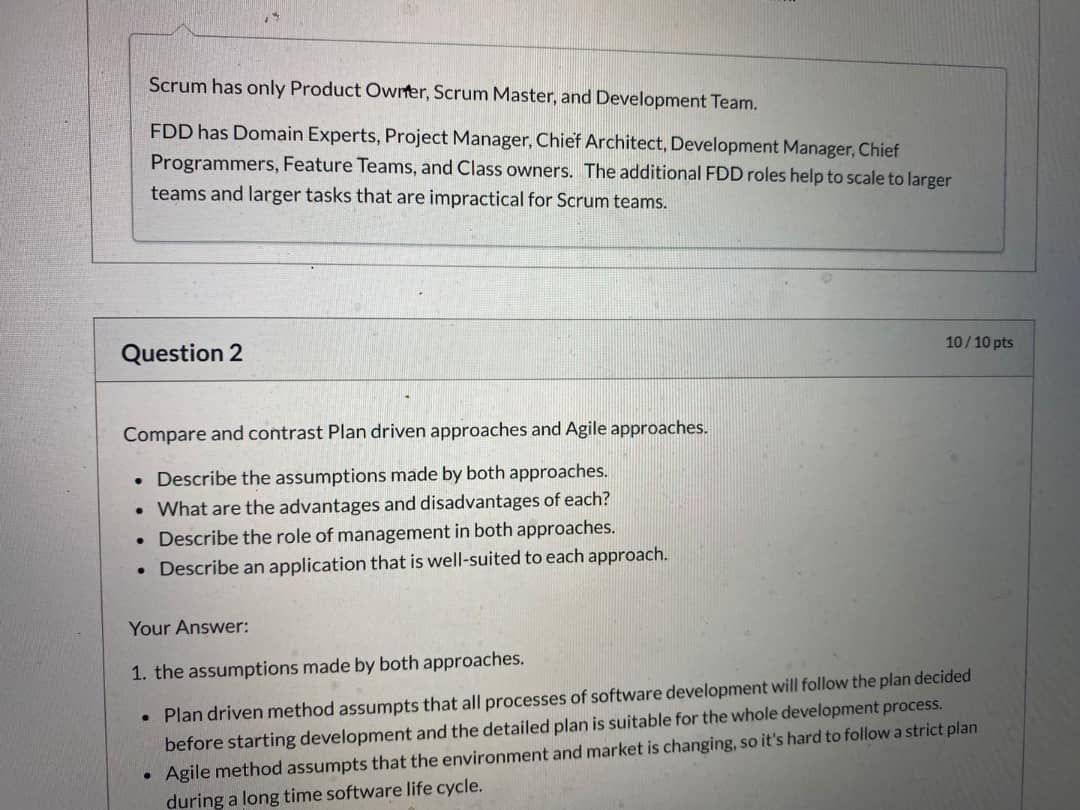 Scrum has only Product Owner, Scrum Master, and Development Team.
FDD has Domain Experts, Project Manager, Chief Architect, Development Manager, Chief
Programmers, Feature Teams, and Class owners. The additional FDD roles help to scale to larger
teams and larger tasks that are impractical for Scrum teams.
Question 2
10 / 10 pts
Compare and contrast Plan driven approaches and Agile approaches.
• Describe the assumptions made by both approaches.
• What are the advantages and disadvantages of each?
• Describe the role of management in both approaches.
• Describe an application that is well-suited to each approach.
Your Answer:
1. the assumptions made by both approaches.
• Plan driven method assumpts that all processes of software development will follow the plan decided
before starting development and the detailed plan is suitable for the whole development process.
• Agile method assumpts that the environment and market is changing, so it's hard to follow a strict plan
during a long time software life cycle.